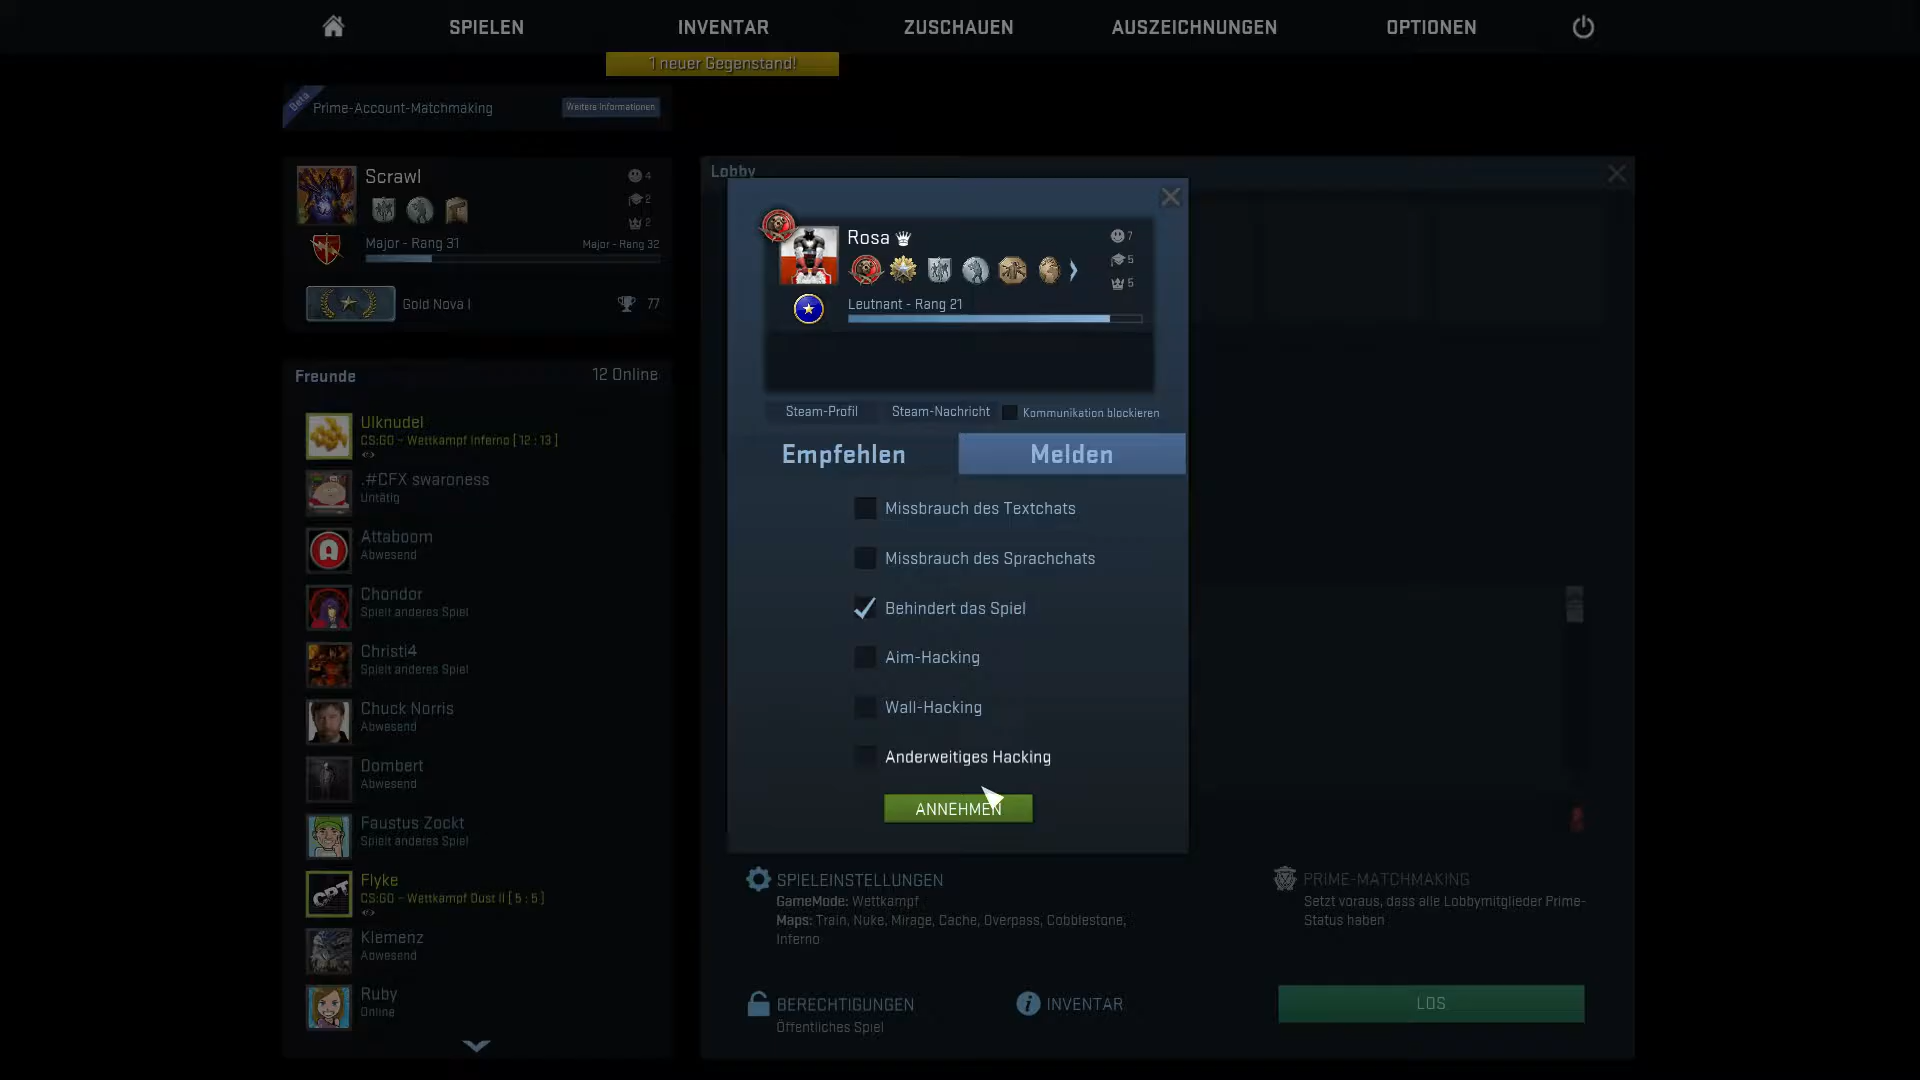 SPIELEN
INVENTAR
ZUSCHAUEN
AUSZEICHNUNGEN
OPTIONEN
1 neuer Gegenstand!
Beta
Prime-Account-Matchmaking
Weitere Informationen
Scrawl
4
2
2
Major - Rang 31
Major - Rang 32
Gold Nova I
77
Freunde
12 Online
Ulknudel
CS:GO - Wettkampf Inferno [ 12 : 13 ]
.#CFX swaroness
Untätig
Attaboom
Abwesend
Chondor
Spielt anderes Spiel
Christi4
Spielt anderes Spiel
Chuck Norris
Abwesend
Dombert
Abwesend
Faustus Zockt
Spielt anderes Spiel
Flyke
CS:GO - Wettkampf Dust II [ 5 : 5 ]
Klemenz
Abwesend
Ruby
Online
Lobby
Rosa
7
5
5
Leutnant - Rang 21
Steam-Profil
Steam-Nachricht
Kommunikation blockieren
Empfehlen
Melden
Missbrauch des Textchats
Missbrauch des Sprachchats
Behindert das Spiel
Aim-Hacking
Wall-Hacking
Anderweitiges Hacking
ANNEHMEN
SPIELEINSTELLUNGEN
GameMode: Wettkampf
Maps: Train, Nuke, Mirage, Cache, Overpass, Cobblestone,
Inferno
PRIME-MATCHMAKING
Setzt voraus, dass alle Lobbymitglieder Prime-
Status haben
BERECHTIGUNGEN
Öffentliches Spiel
INVENTAR
LOS